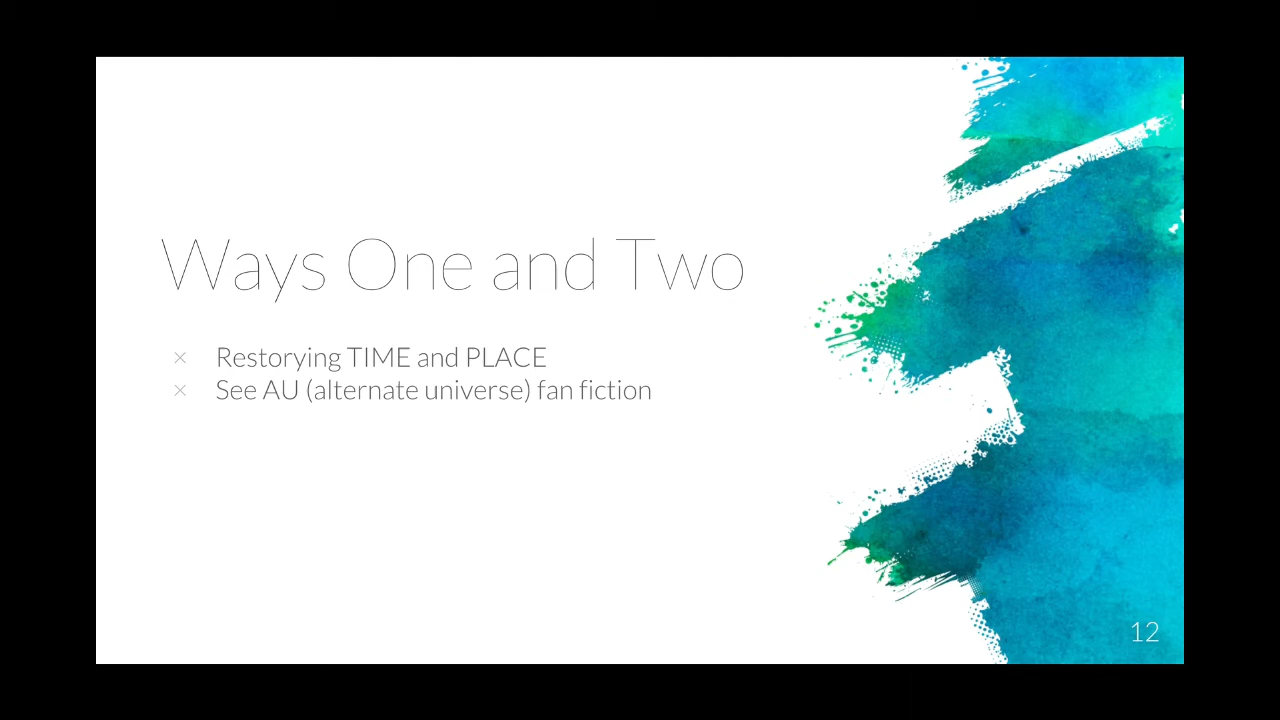 Ways One and Two
× Restorying TIME and PLACE
× See AU (alternate universe) fan fiction
12